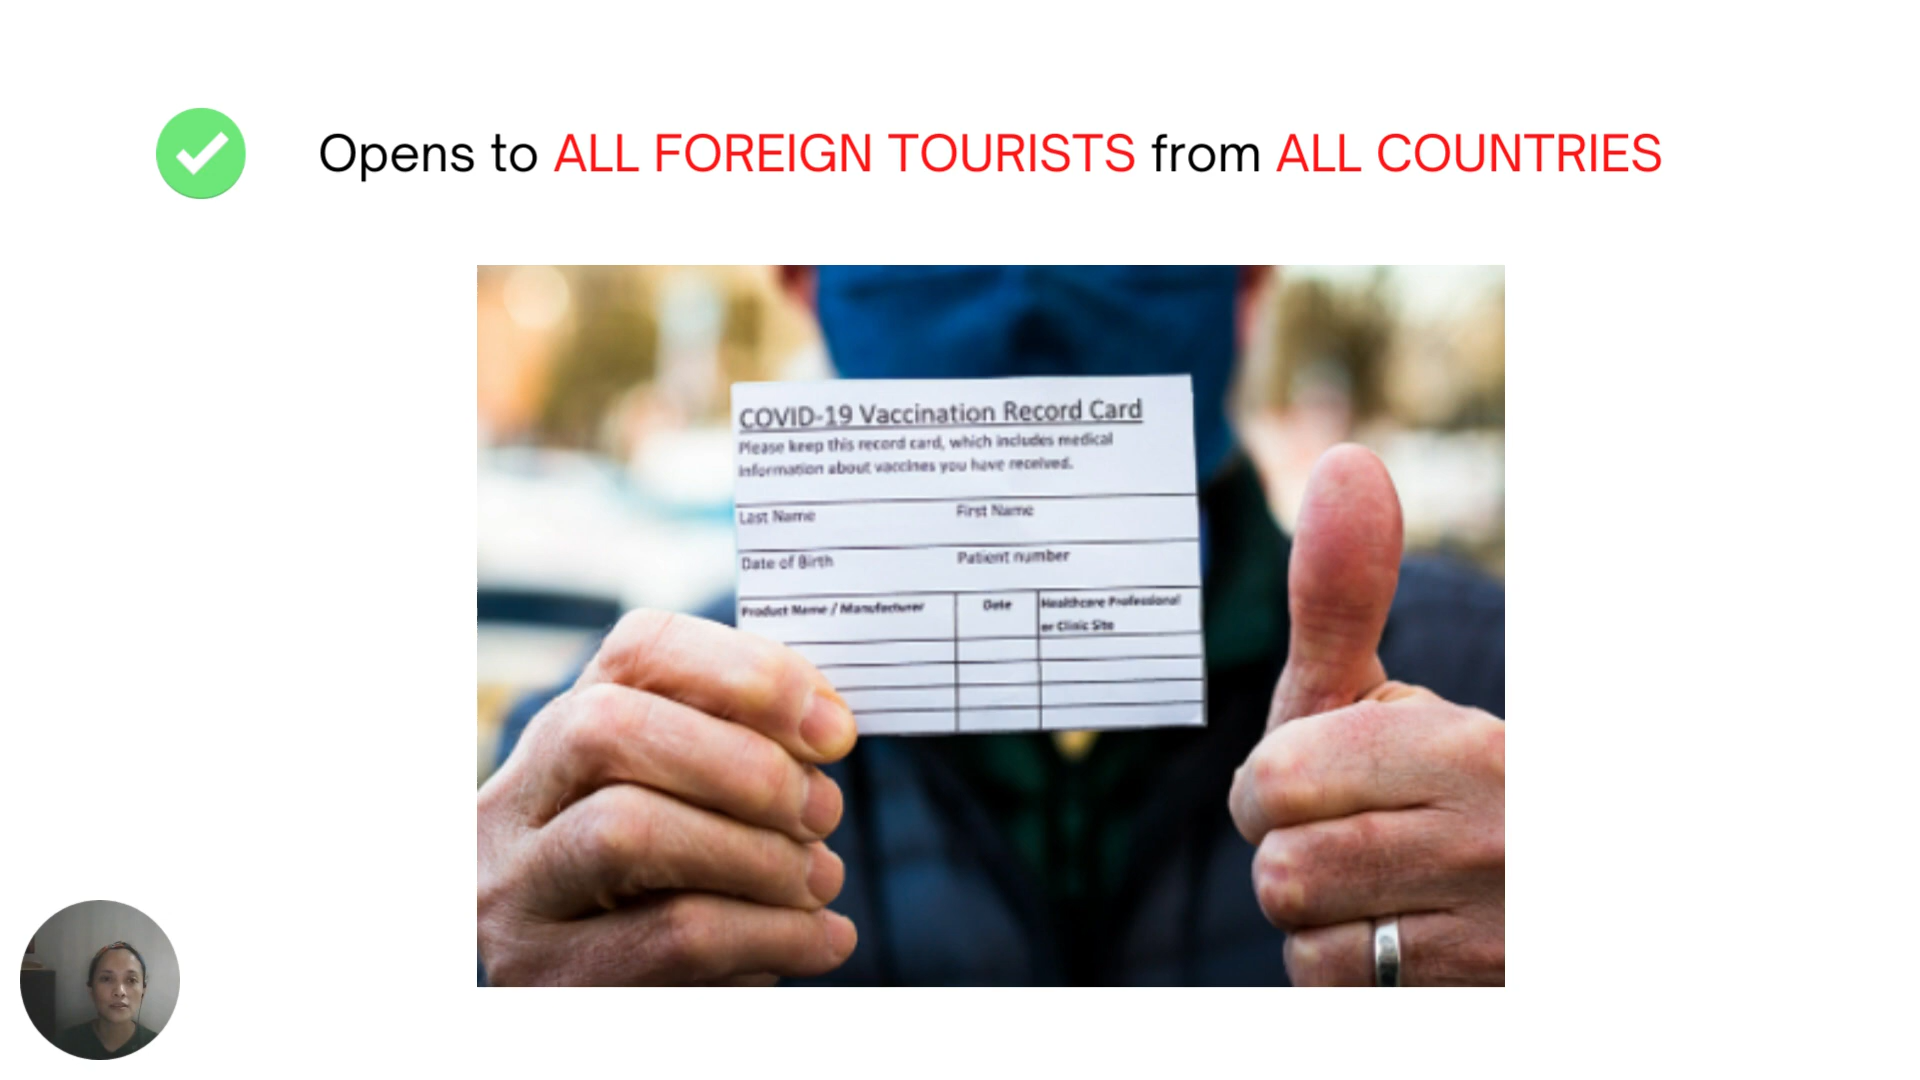 Opens to ALL FOREIGN TOURISTS from ALL COUNTRIES
COVID-19 Vaccination Record Card
Please keep this record card, which includes medical
information about vaccines you have received.
Last Name First Name
Date of Birth Patient number
Product Name / Manufacturer Date Healthcare Professional
or Clinic Site